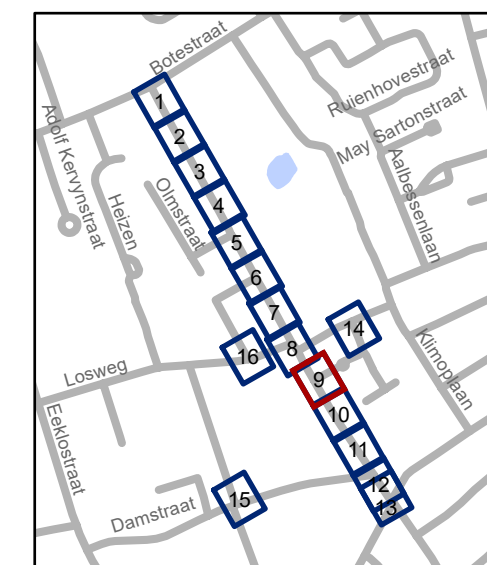 Botestraat
Ruienhovestraat
May Sartonstraat
Adolf Kervynstraat
Aalbessenlaan
Heizen
Olmstraat
1
2
3
4
5
6
7
8
14
16
9
Klimoplaan
Losweg
10
Eeklostraat
11
12
15
13
Damstraat